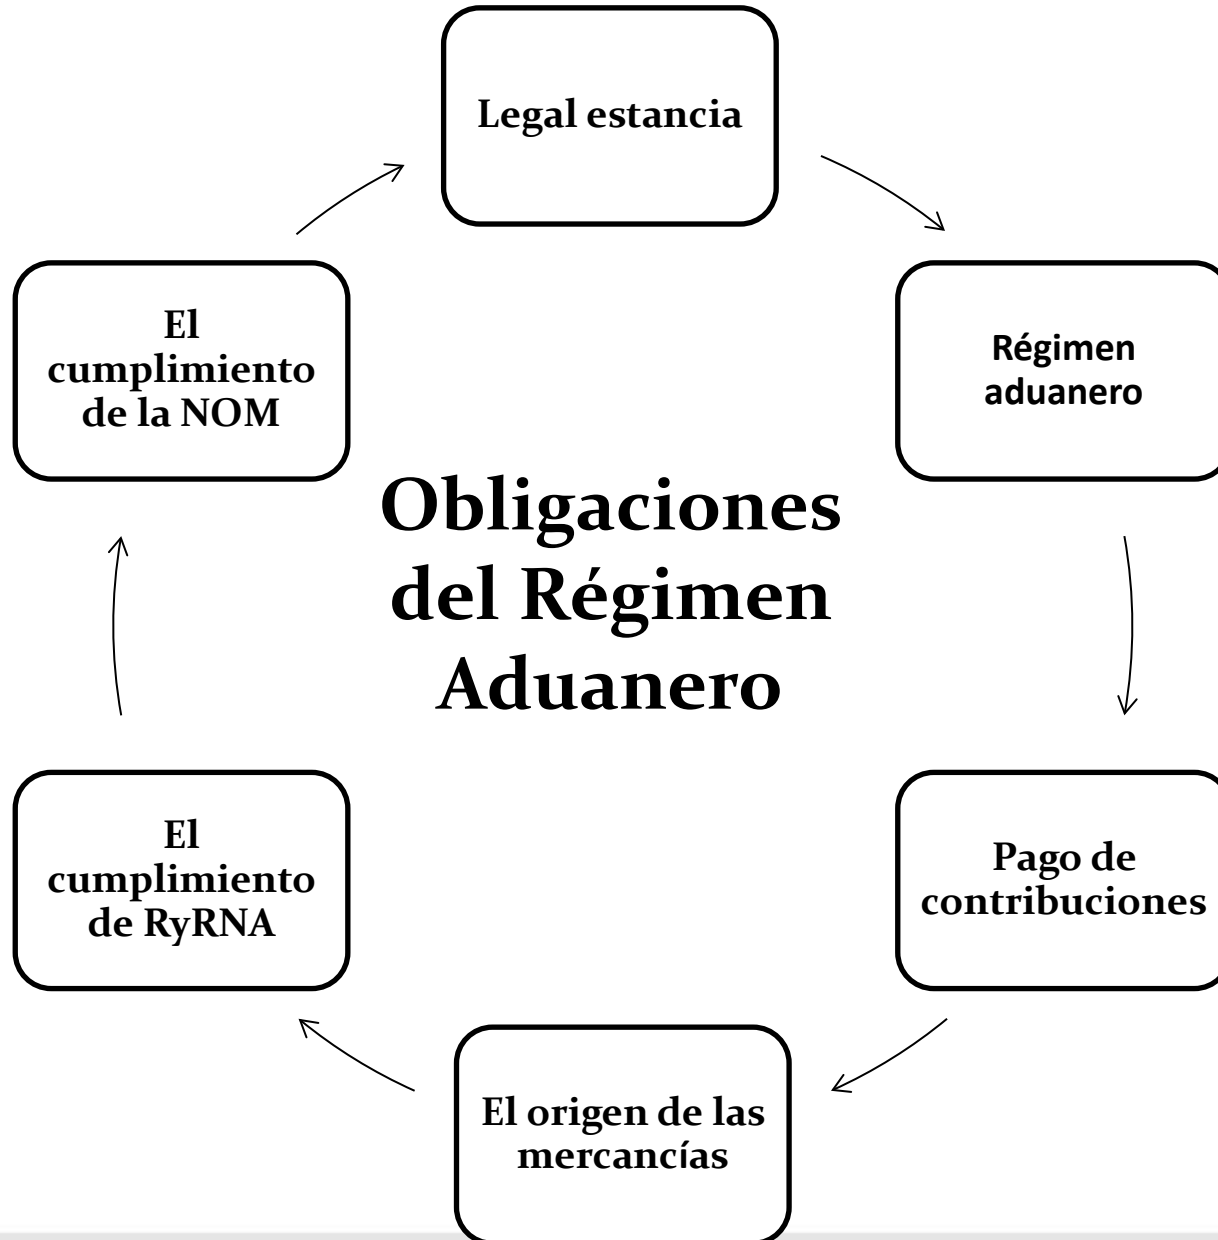 Legal estancia
Régimen
aduanero
Pago de
contribuciones
El origen de las
mercancías
El
cumplimiento
de RyRNA
El
cumplimiento
de la NOM
Obligaciones
del Régimen
Aduanero